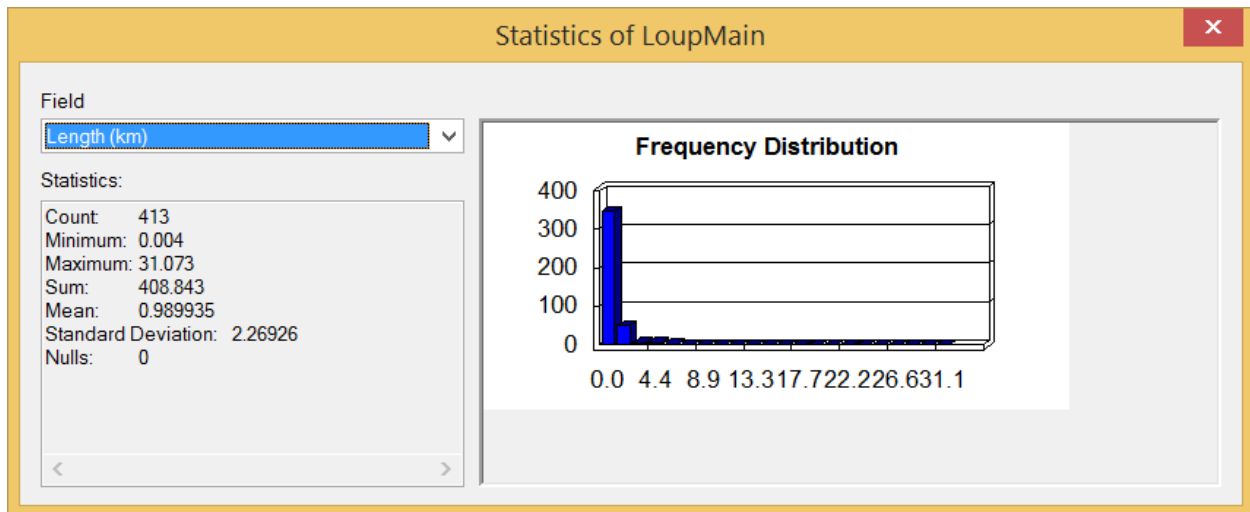 Statistics of LoupMain
Field
Length (km)
Statistics:
Count: 413
Minimum: 0.004
Maximum: 31.073
Sum: 408.843
Mean: 0.989935
Standard Deviation: 2.26926
Nulls: 0
Frequency Distribution
400
300
200
100
0
0.0 4.4 8.9 13.317.722.226.631.1